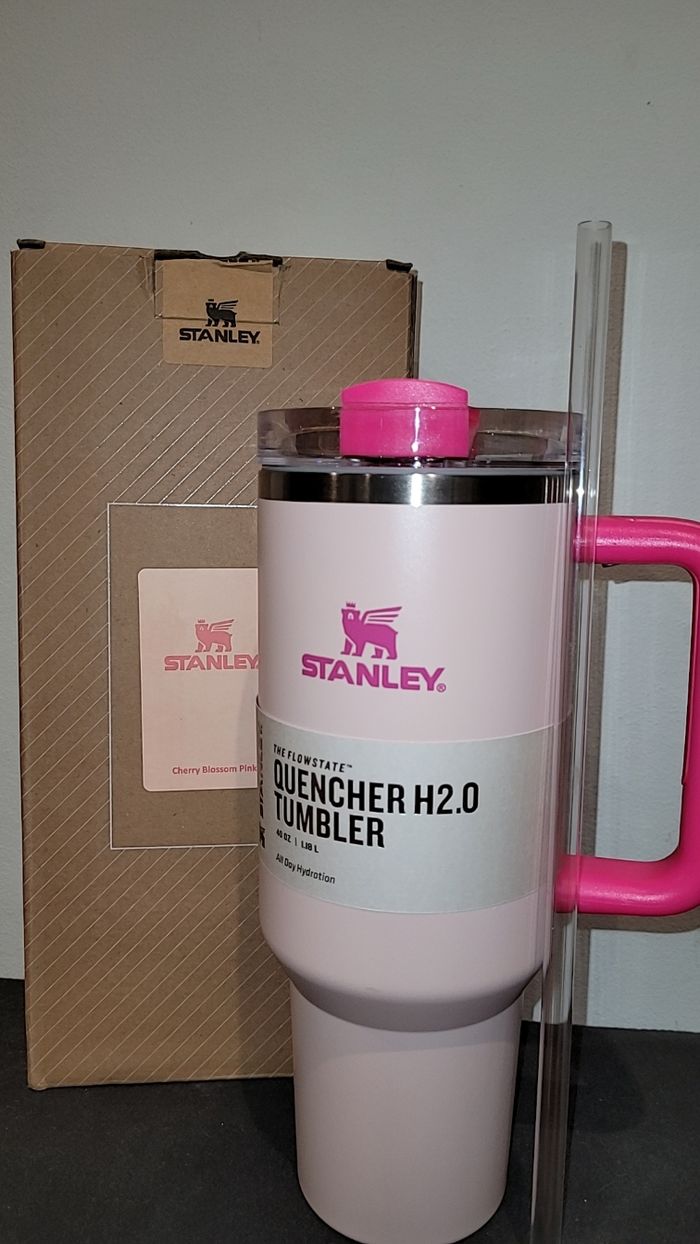 STANLEY®
STANLEY
Cherry Blossom Pink
STANLEY®
THE FLOWSTATE™
QUENCHER H2.0
TUMBLER
40 OZ | 1.18 L
All Day Hydration